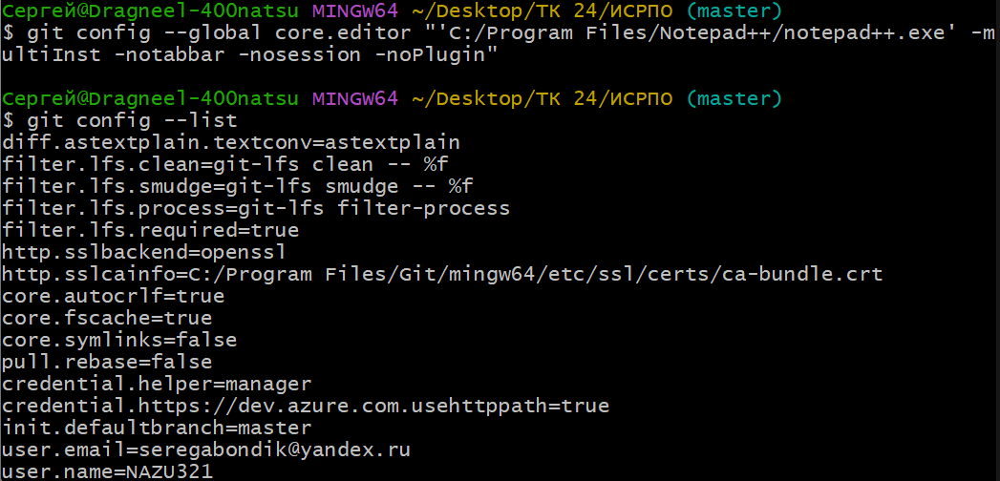 Сергей@Dragneel-400natsu MINGW64 ~/Desktop/ТК 24/ИСРПО (master)
$ git config --global core.editor "'C:/Program Files/Notepad++/notepad++.exe' -m
ultiInst -notabbar -nosession -noPlugin"
Сергей@Dragneel-400natsu MINGW64 ~/Desktop/ТК 24/ИСРПО (master)
$ git config --list
diff.astextplain.textconv=astextplain
filter.lfs.clean=git-lfs clean -- %f
filter.lfs.smudge=git-lfs smudge -- %f
filter.lfs.process=git-lfs filter-process
filter.lfs.required=true
http.sslbackend=openssl
http.sslcainfo=C:/Program Files/Git/mingw64/etc/ssl/certs/ca-bundle.crt
core.autocrlf=true
core.fscache=true
core.symlinks=false
pull.rebase=false
credential.helper=manager
credential.https://dev.azure.com.usehttppath=true
init.defaultbranch=master
user.email=seregabondik@yandex.ru
user.name=NAZU321